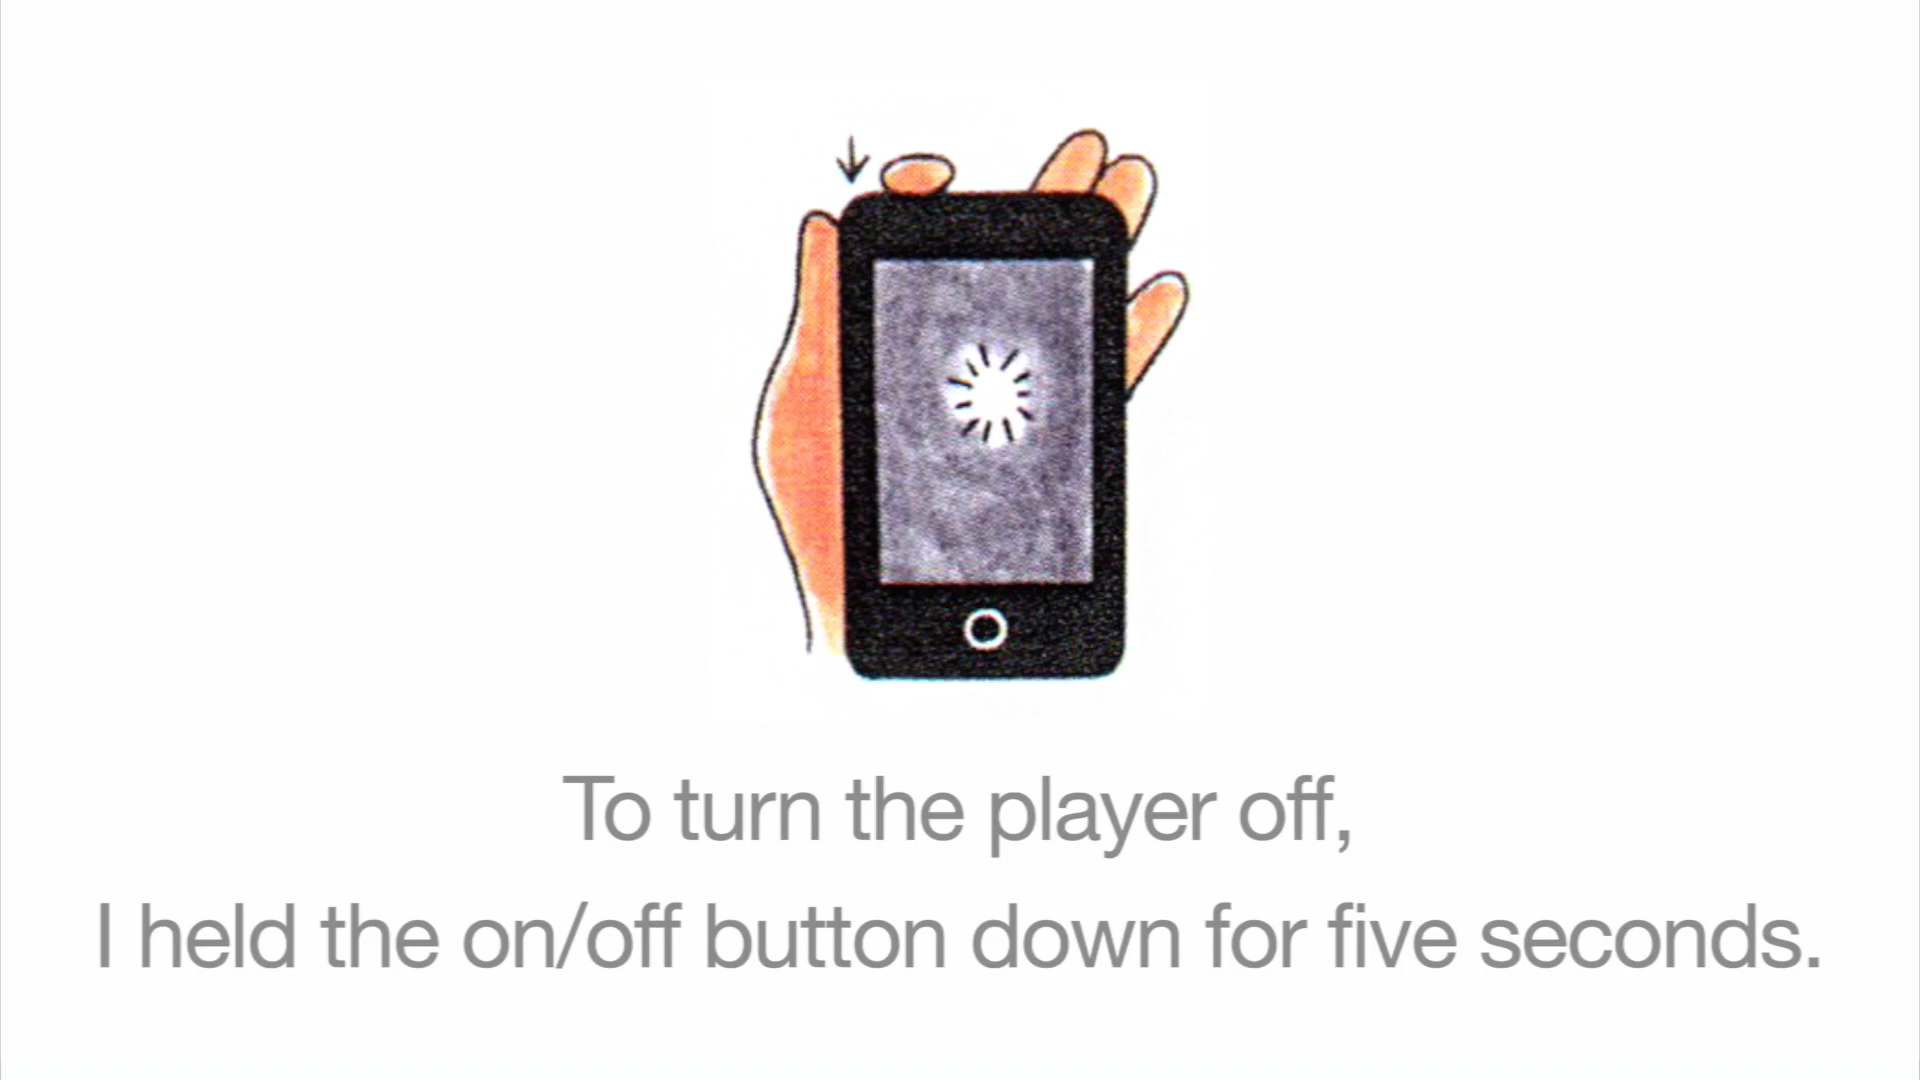 To turn the player off,
I held the on/off button down for five seconds.